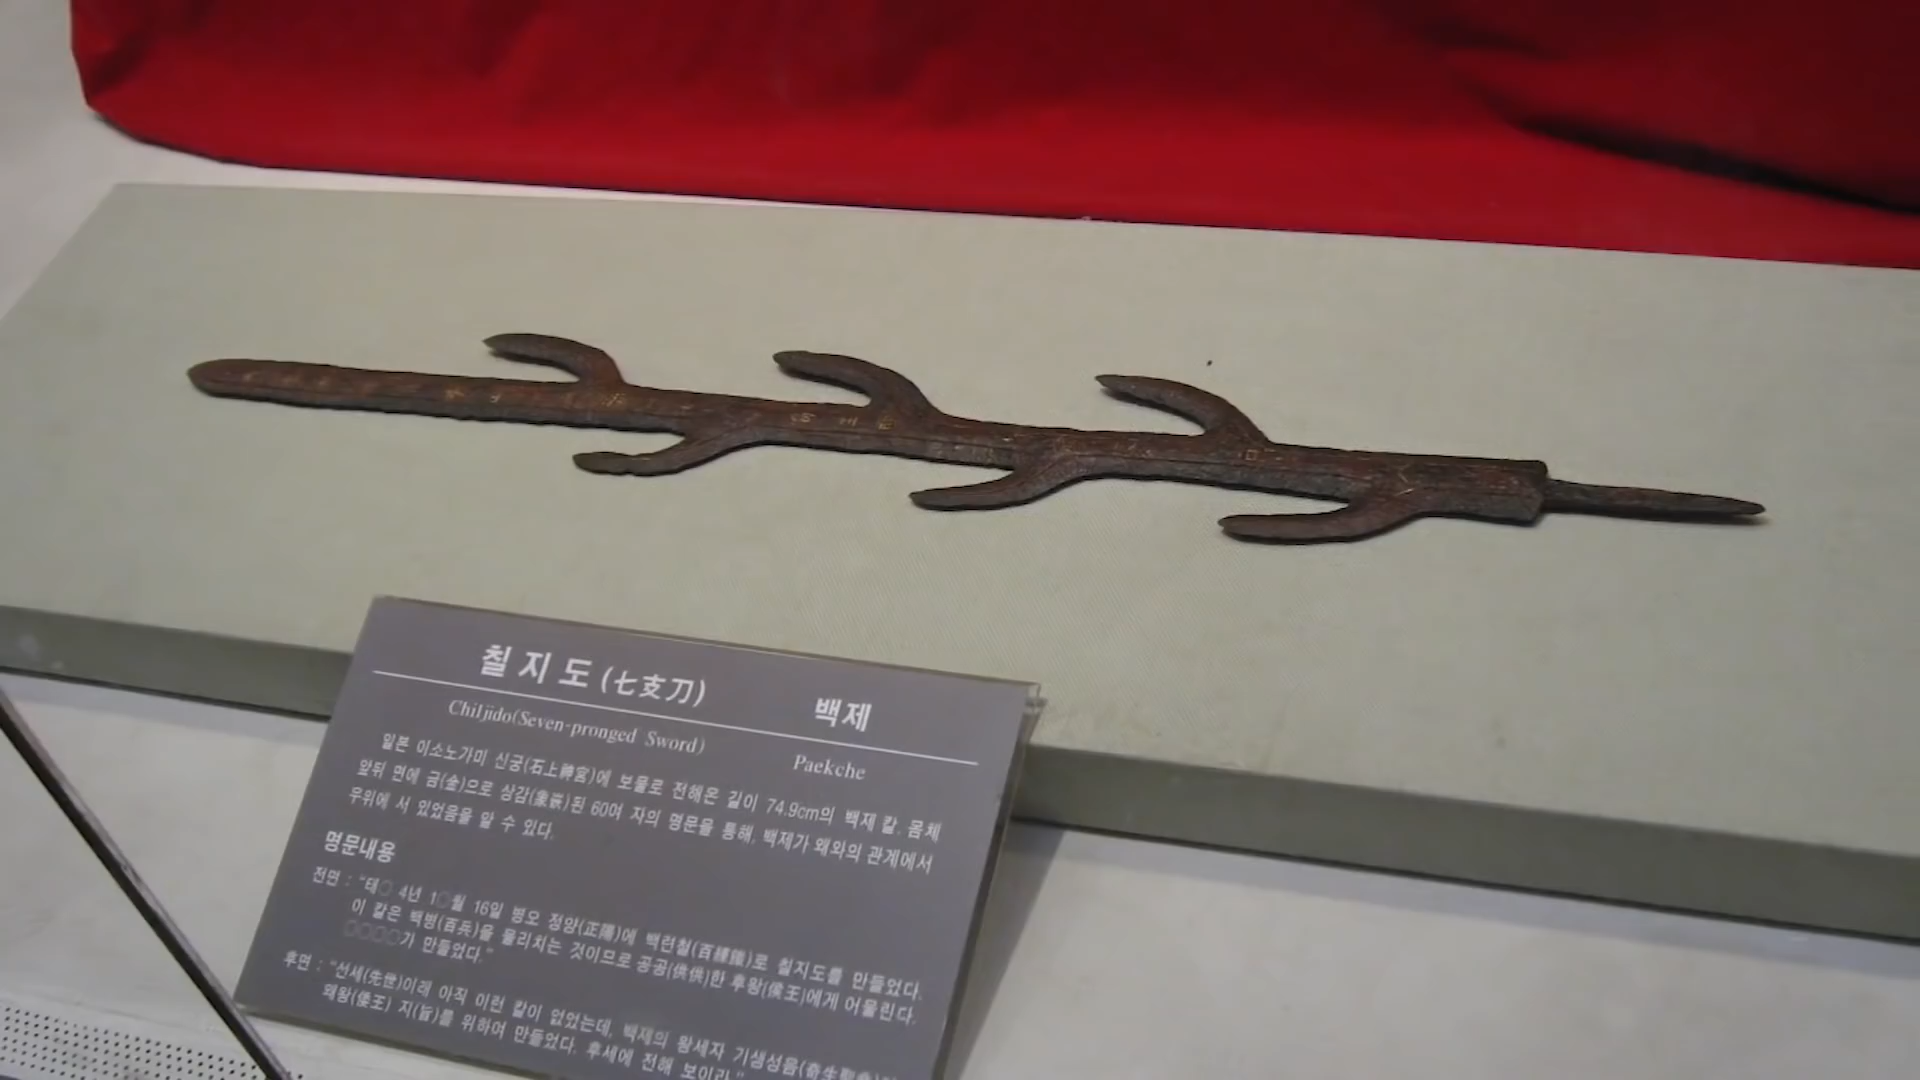 칠지도(七支刀) 백제
Chiljido(Seven-pronged Sword) Paekche
일본 이소노가미 신궁(石上神宮)에 보물로 전해온 길이 74.9cm의 백제 칼. 몸체
앞뒤 면에 금(金)으로 상감(象嵌)된 60여 자의 명문을 통해, 백제가 왜와의 관계에서
우위에 서 있었음을 알 수 있다.
명문내용
전면 : "태○ 4년 1○월 16일 병오 정양(正陽)에 백련철(百鍊鐵)로 칠지도를 만들었다.
이 칼은 백병(百兵)을 물리치는 것이므로 공공(供供)한 후왕(侯王)에게 어울린다.
○○○○가 만들었다."
후면 : "선세(先世)이래 아직 이런 칼이 없었는데, 백제의 왕세자 기생성음(奇生聖音)
왜왕(倭王) 지(旨)를 위하여 만들었다. 후세에 전해 보이라"